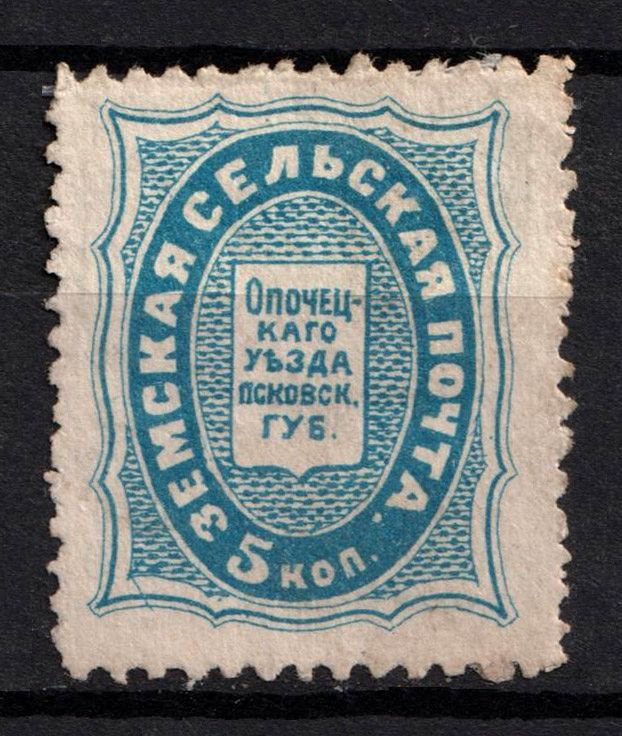 ЗЕМСКАЯ СЕЛЬСКАЯ ПОЧТА.
ОПОЧЕЦ-
КАГО
УѢЗДА
ПСКОВСК.
ГУБ.
5 КОП.